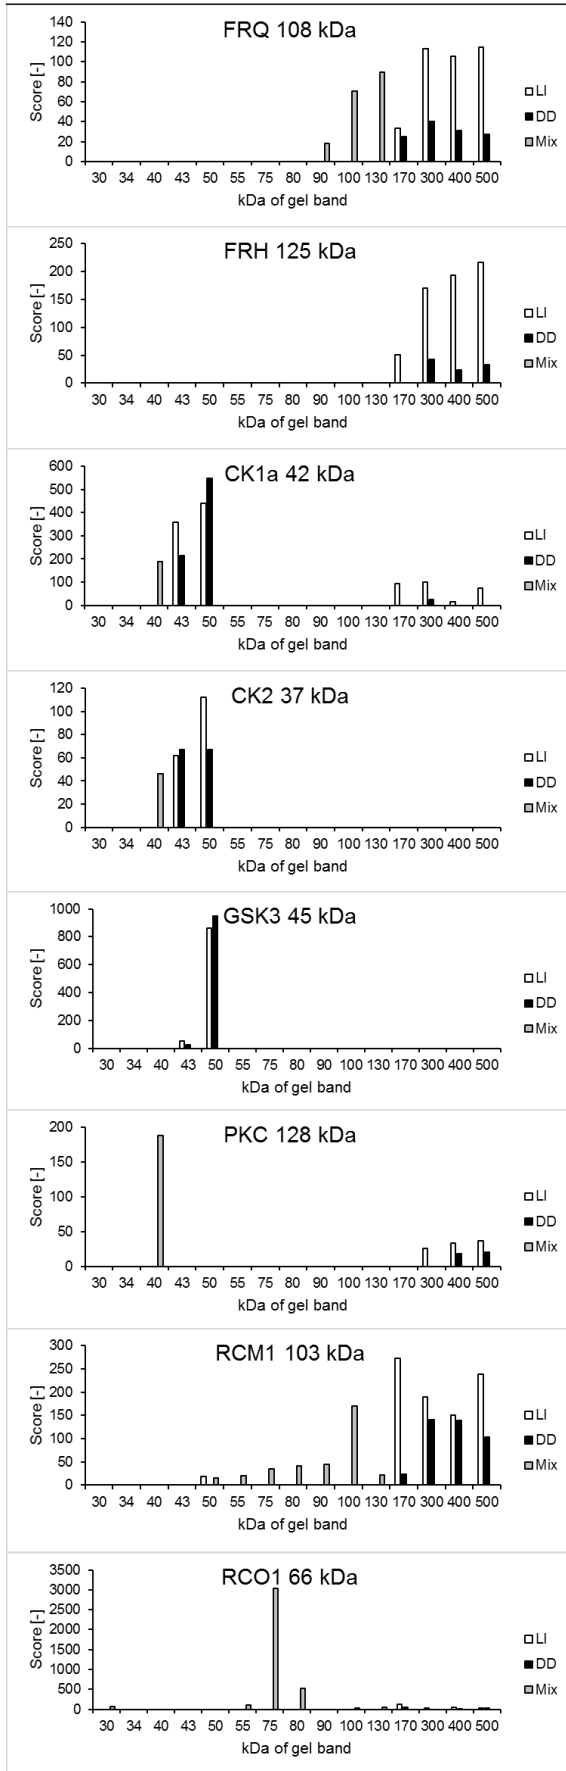 FRQ 108 kDa
Score [-]
140
120
100
80
60
40
20
0
30 34 40 43 50 55 75 80 90 100 130 170 300 400 500
kDa of gel band
LI
DD
Mix
FRH 125 kDa
Score [-]
250
200
150
100
50
0
30 34 40 43 50 55 75 80 90 100 130 170 300 400 500
kDa of gel band
LI
DD
Mix
CK1a 42 kDa
Score [-]
600
500
400
300
200
100
0
30 34 40 43 50 55 75 80 90 100 130 170 300 400 500
kDa of gel band
LI
DD
Mix
CK2 37 kDa
Score [-]
120
100
80
60
40
20
0
30 34 40 43 50 55 75 80 90 100 130 170 300 400 500
kDa of gel band
LI
DD
Mix
GSK3 45 kDa
Score [-]
1000
800
600
400
200
0
30 34 40 43 50 55 75 80 90 100 130 170 300 400 500
kDa of gel band
LI
DD
Mix
PKC 128 kDa
Score [-]
200
150
100
50
0
30 34 40 43 50 55 75 80 90 100 130 170 300 400 500
kDa of gel band
LI
DD
Mix
RCM1 103 kDa
Score [-]
300
250
200
150
100
50
0
30 34 40 43 50 55 75 80 90 100 130 170 300 400 500
kDa of gel band
LI
DD
Mix
RCO1 66 kDa
Score [-]
3500
3000
2500
2000
1500
1000
500
0
30 34 40 43 50 55 75 80 90 100 130 170 300 400 500
kDa of gel band
LI
DD
Mix